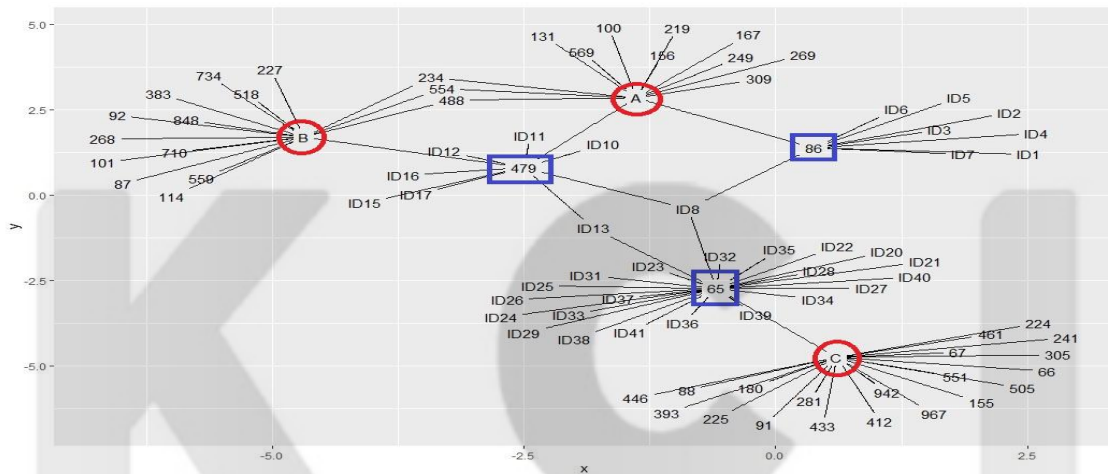 5.0
2.5
0.0
-2.5
-5.0
y
-5.0
-2.5
0.0
2.5
x
100
219
131
167
569
156
249
269
309
A
227
734
234
383
518
554
488
92
848
268
B
101
710
87
559
114
ID11
ID12
ID10
ID16
479
ID17
ID15
ID5
ID6
ID2
ID3
ID4
86
ID7
ID1
ID8
ID13
ID35
ID22
ID32
ID20
ID23
ID21
ID31
ID28
ID40
ID25
65
ID27
ID26
ID37
ID34
ID24
ID33
ID39
ID29
ID36
ID38
ID41
224
461
241
67
305
C
66
551
505
446
88
180
942
155
281
393
225
967
91
433
412
K C I